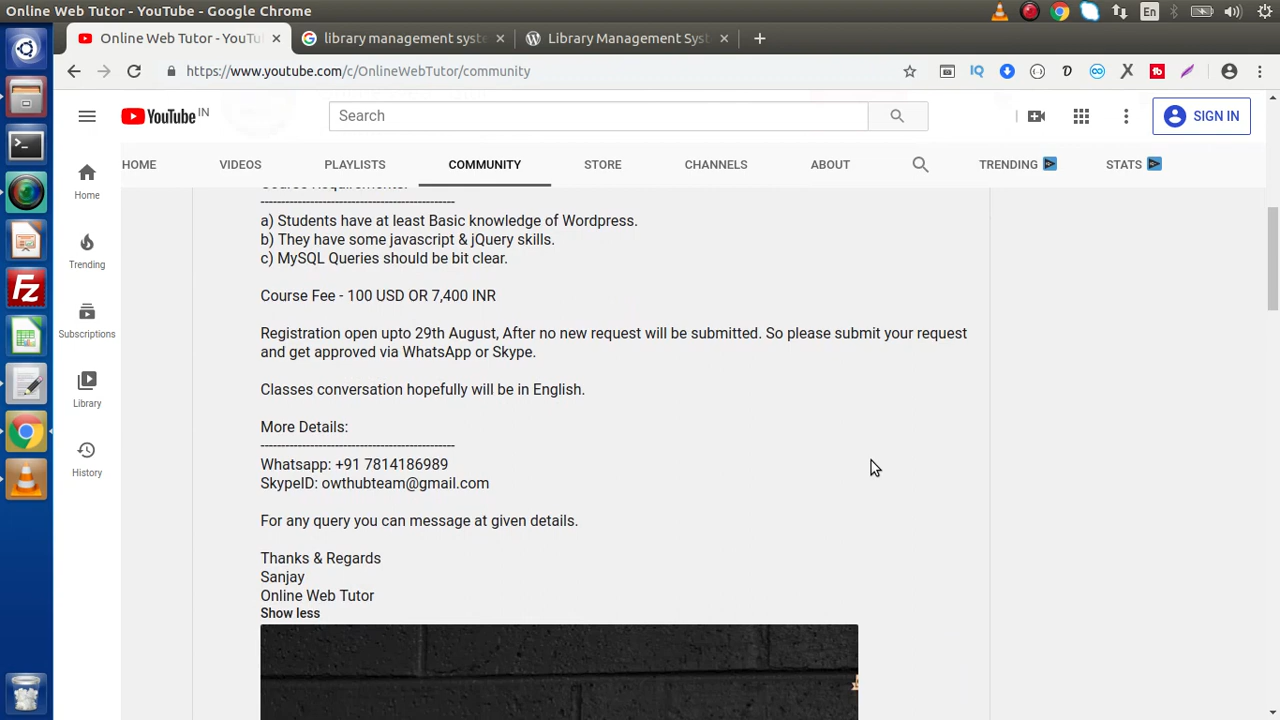 Online Web Tutor - YouTube - Google Chrome
En
Online Web Tutor - YouTu
library management syst
Library Management Syst
https://www.youtube.com/c/OnlineWebTutor/community
YouTube IN
Search
SIGN IN
HOME
VIDEOS
PLAYLISTS
COMMUNITY
STORE
CHANNELS
ABOUT
TRENDING
STATS
Home
Trending
Subscriptions
Library
History
Course Requirements:
-----------------------------------------------
a) Students have at least Basic knowledge of Wordpress.
b) They have some javascript & jQuery skills.
c) MySQL Queries should be bit clear.
Course Fee - 100 USD OR 7,400 INR
Registration open upto 29th August, After no new request will be submitted. So please submit your request
and get approved via WhatsApp or Skype.
Classes conversation hopefully will be in English.
More Details:
-----------------------------------------------
Whatsapp: +91 7814186989
SkypeID: owthubteam@gmail.com
For any query you can message at given details.
Thanks & Regards
Sanjay
Online Web Tutor
Show less